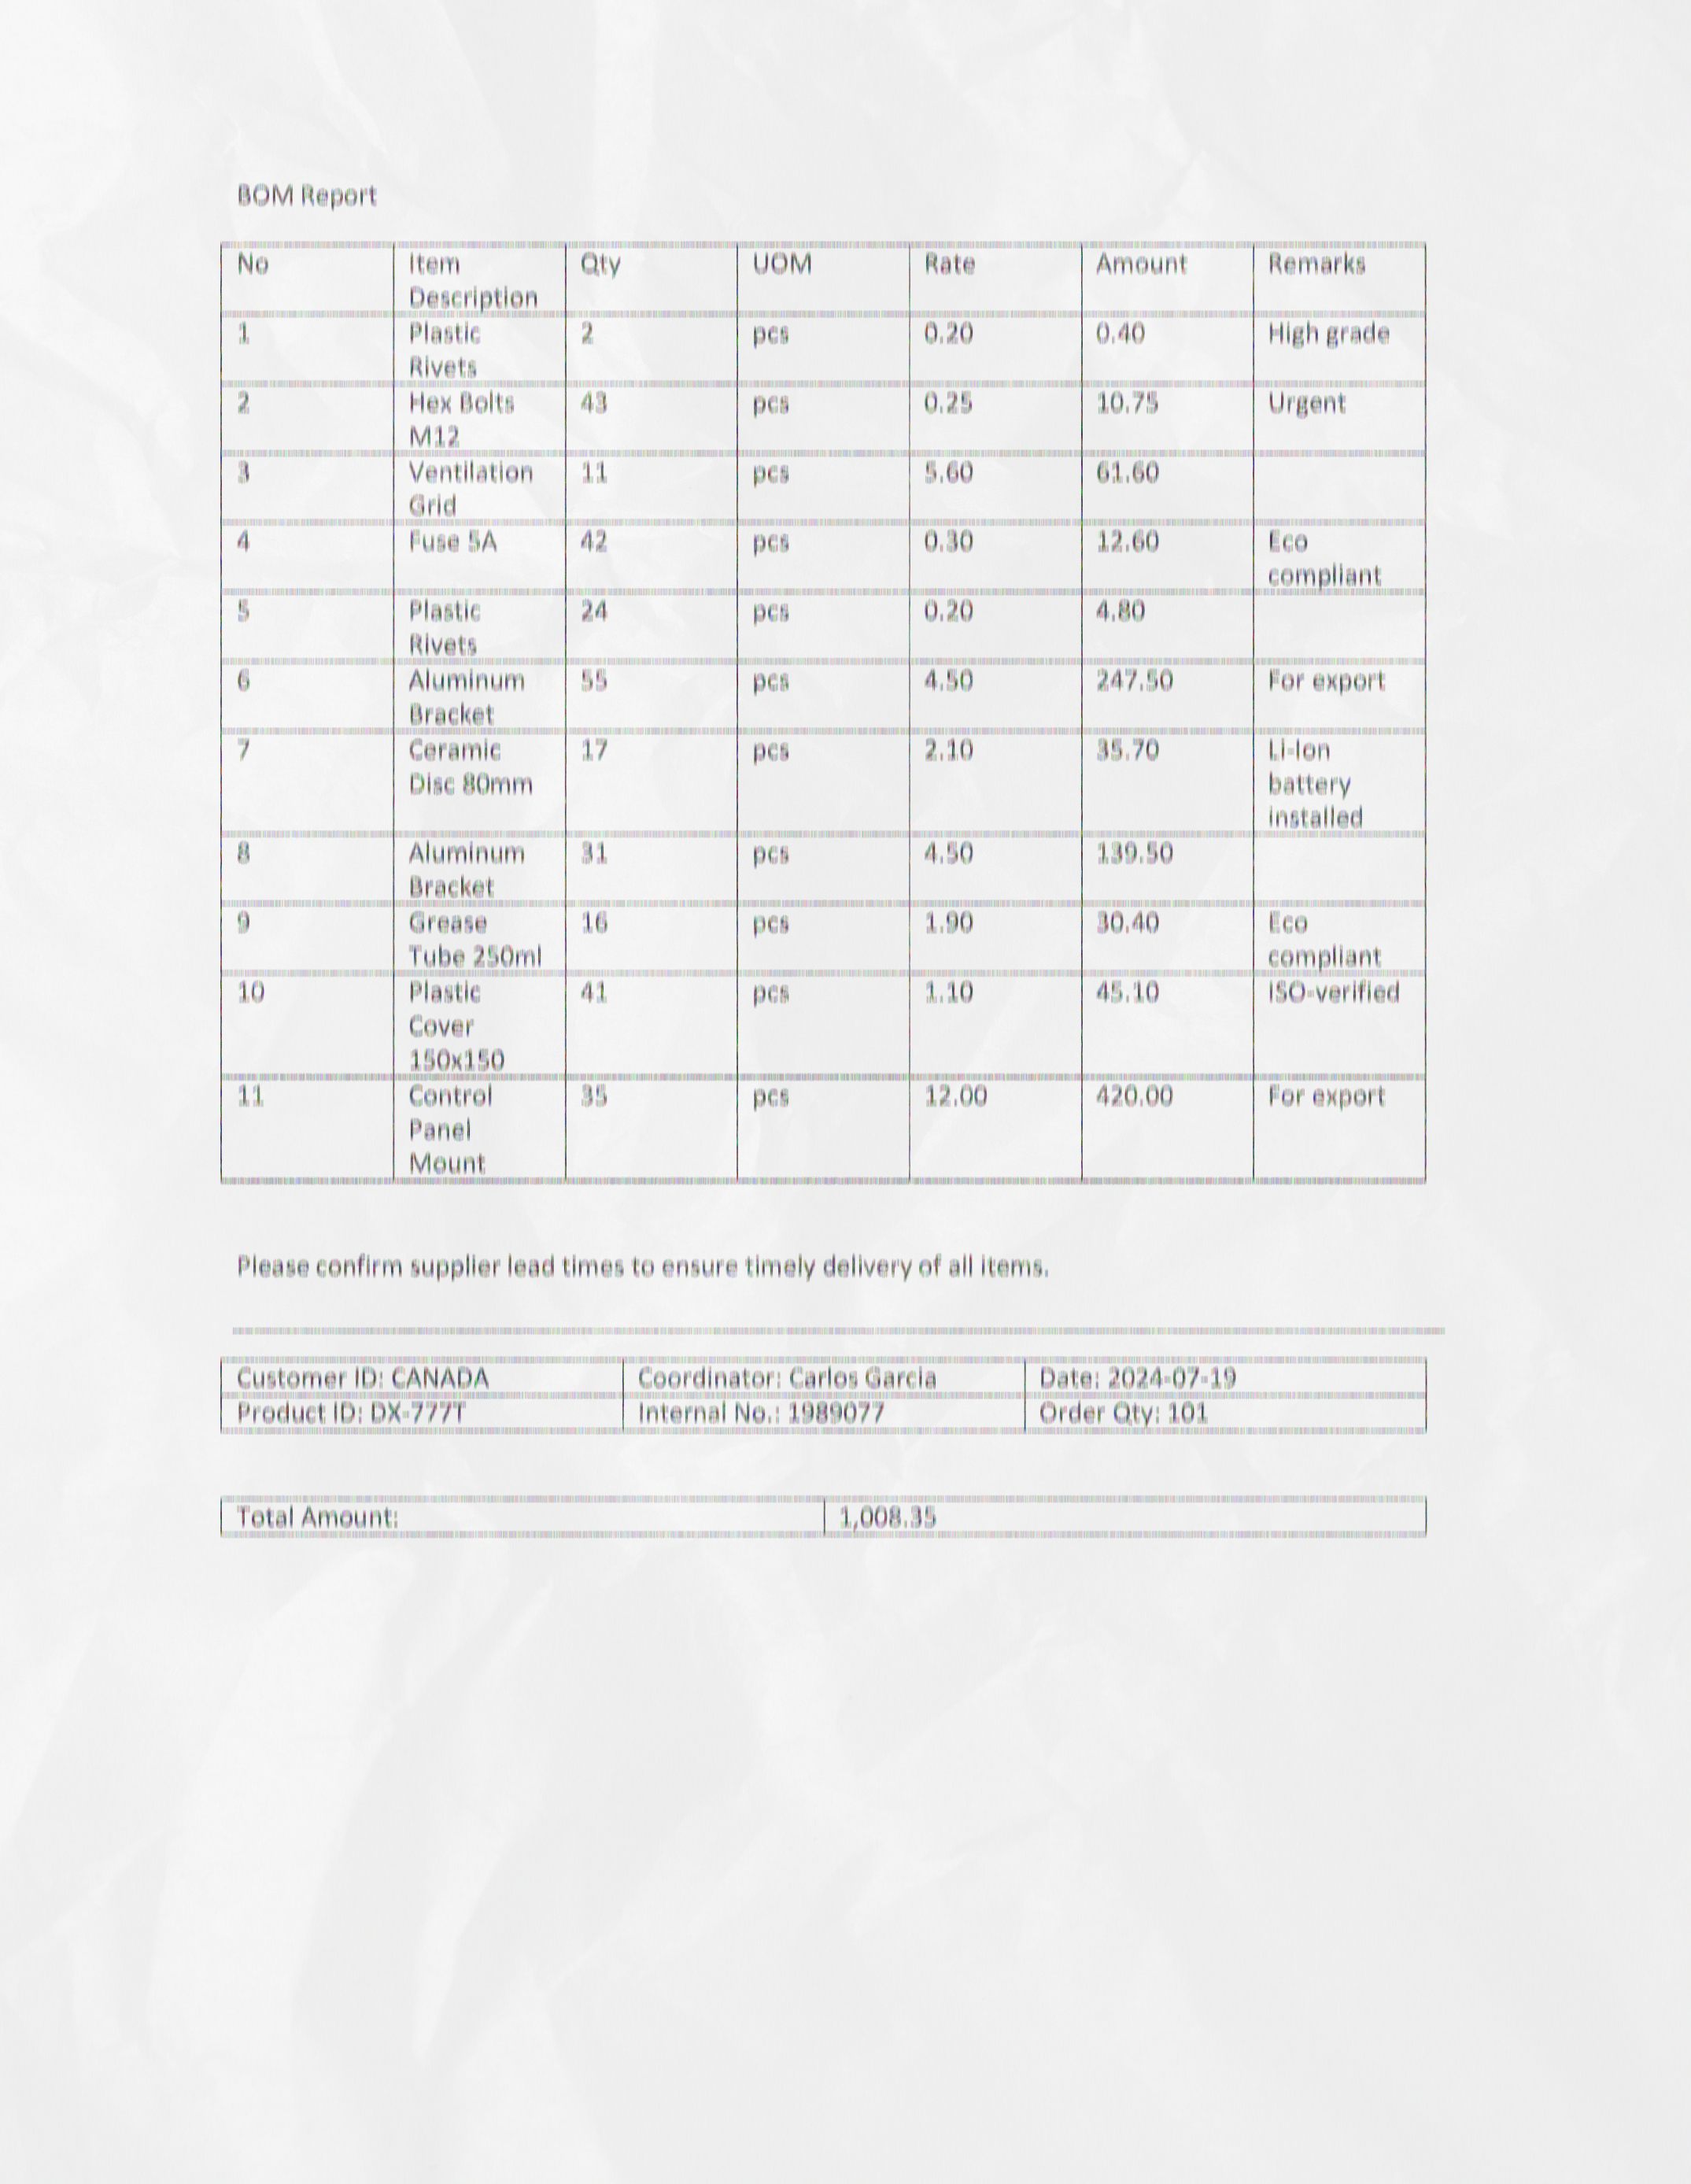 BOM Report
No Item Description Qty UOM Rate Amount Remarks
1 Plastic Rivets 2 pcs 0.20 0.40 High grade
2 Hex Bolts M12 43 pcs 0.25 10.75 Urgent
3 Ventilation Grid 11 pcs 5.60 61.60
4 Fuse 5A 42 pcs 0.30 12.60 Eco compliant
5 Plastic Rivets 24 pcs 0.20 4.80
6 Aluminum Bracket 55 pcs 4.50 247.50 For export
7 Ceramic Disc 80mm 17 pcs 2.10 35.70 Li-Ion battery installed
8 Aluminum Bracket 31 pcs 4.50 139.50
9 Grease Tube 250ml 16 pcs 1.90 30.40 Eco compliant
10 Plastic Cover 150x150 41 pcs 1.10 45.10 ISO-verified
11 Control Panel Mount 35 pcs 12.00 420.00 For export
Please confirm supplier lead times to ensure timely delivery of all items.
Customer ID: CANADA Coordinator: Carlos Garcia Date: 2024-07-19
Product ID: DX-777T Internal No.: 1989077 Order Qty: 101
Total Amount: 1,008.35